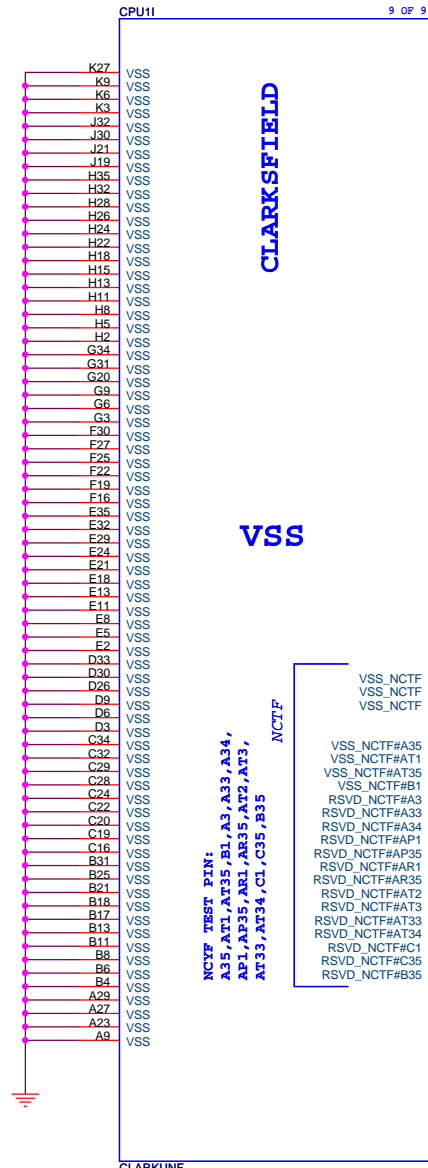 CPU1I
9 OF 9
K27 VSS
K9 VSS
K6 VSS
K3 VSS
J32 VSS
J30 VSS
J21 VSS
J19 VSS
H35 VSS
H32 VSS
H28 VSS
H26 VSS
H24 VSS
H22 VSS
H18 VSS
H15 VSS
H13 VSS
H11 VSS
H8 VSS
H5 VSS
H2 VSS
G34 VSS
G31 VSS
G20 VSS
G9 VSS
G6 VSS
G3 VSS
F30 VSS
F27 VSS
F25 VSS
F22 VSS
F19 VSS
F16 VSS
E35 VSS
E32 VSS
E29 VSS
E24 VSS
E21 VSS
E18 VSS
E13 VSS
E11 VSS
E8 VSS
E5 VSS
E2 VSS
D33 VSS
D30 VSS
D26 VSS
D9 VSS
D6 VSS
D3 VSS
C34 VSS
C32 VSS
C29 VSS
C28 VSS
C24 VSS
C22 VSS
C20 VSS
C19 VSS
C16 VSS
B31 VSS
B25 VSS
B21 VSS
B18 VSS
B17 VSS
B13 VSS
B11 VSS
B8 VSS
B6 VSS
B4 VSS
A29 VSS
A27 VSS
A23 VSS
A9 VSS
CLARKSFIELD
VSS
NCYF TEST PIN:
A35,AT1,AT35,B1,A3,A33,A34,
AP1,AP35,AR1,AR35,AT2,AT3,
AT33,AT34,C1,C35,B35
NCTF
VSS_NCTF
VSS_NCTF
VSS_NCTF
VSS_NCTF#A35
VSS_NCTF#AT1
VSS_NCTF#AT35
VSS_NCTF#B1
RSVD_NCTF#A3
RSVD_NCTF#A33
RSVD_NCTF#A34
RSVD_NCTF#AP1
RSVD_NCTF#AP35
RSVD_NCTF#AR1
RSVD_NCTF#AR35
RSVD_NCTF#AT2
RSVD_NCTF#AT3
RSVD_NCTF#AT33
RSVD_NCTF#AT34
RSVD_NCTF#C1
RSVD_NCTF#C35
RSVD_NCTF#B35